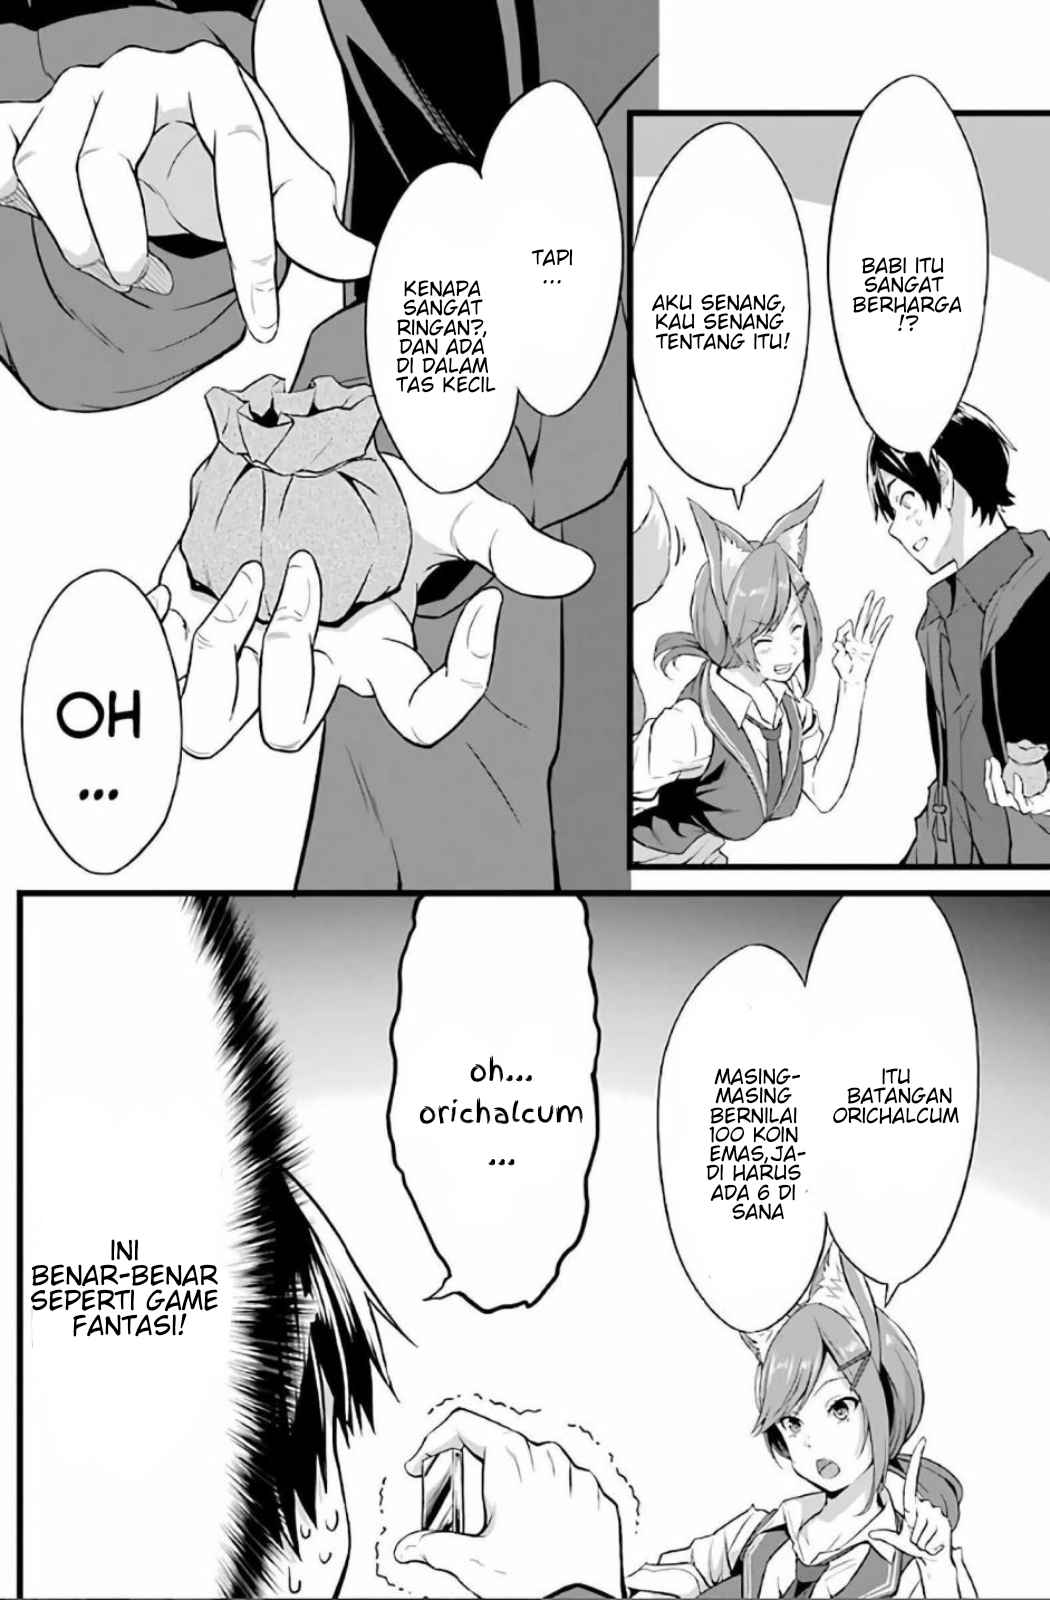 BABI ITU
SANGAT
BERHARGA
!?
AKU SENANG,
KAU SENANG
TENTANG ITU!
TAPI
...
KENAPA
SANGAT
RINGAN?,
DAN ADA
DI DALAM
TAS KECIL
OH
...
ITU
BATANGAN
ORICHALCUM
MASING-
MASING
BERNILAI
100 KOIN
EMAS,JA-
DI HARUS
ADA 6 DI
SANA
oh...
orichalcum
...
INI
BENAR-BENAR
SEPERTI GAME
FANTASI!